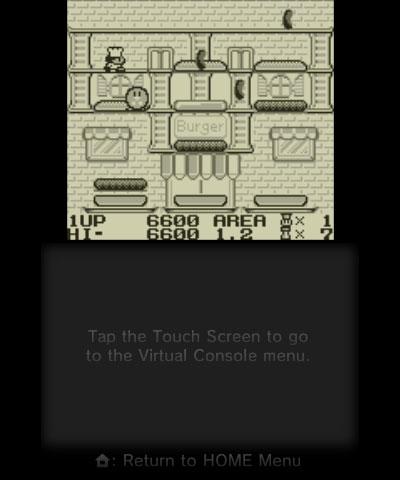 Burger
1UP 6600 AREA × 1
HI- 6600 1.2 × 7
Tap the Touch Screen to go
to the Virtual Console menu.
: Return to HOME Menu